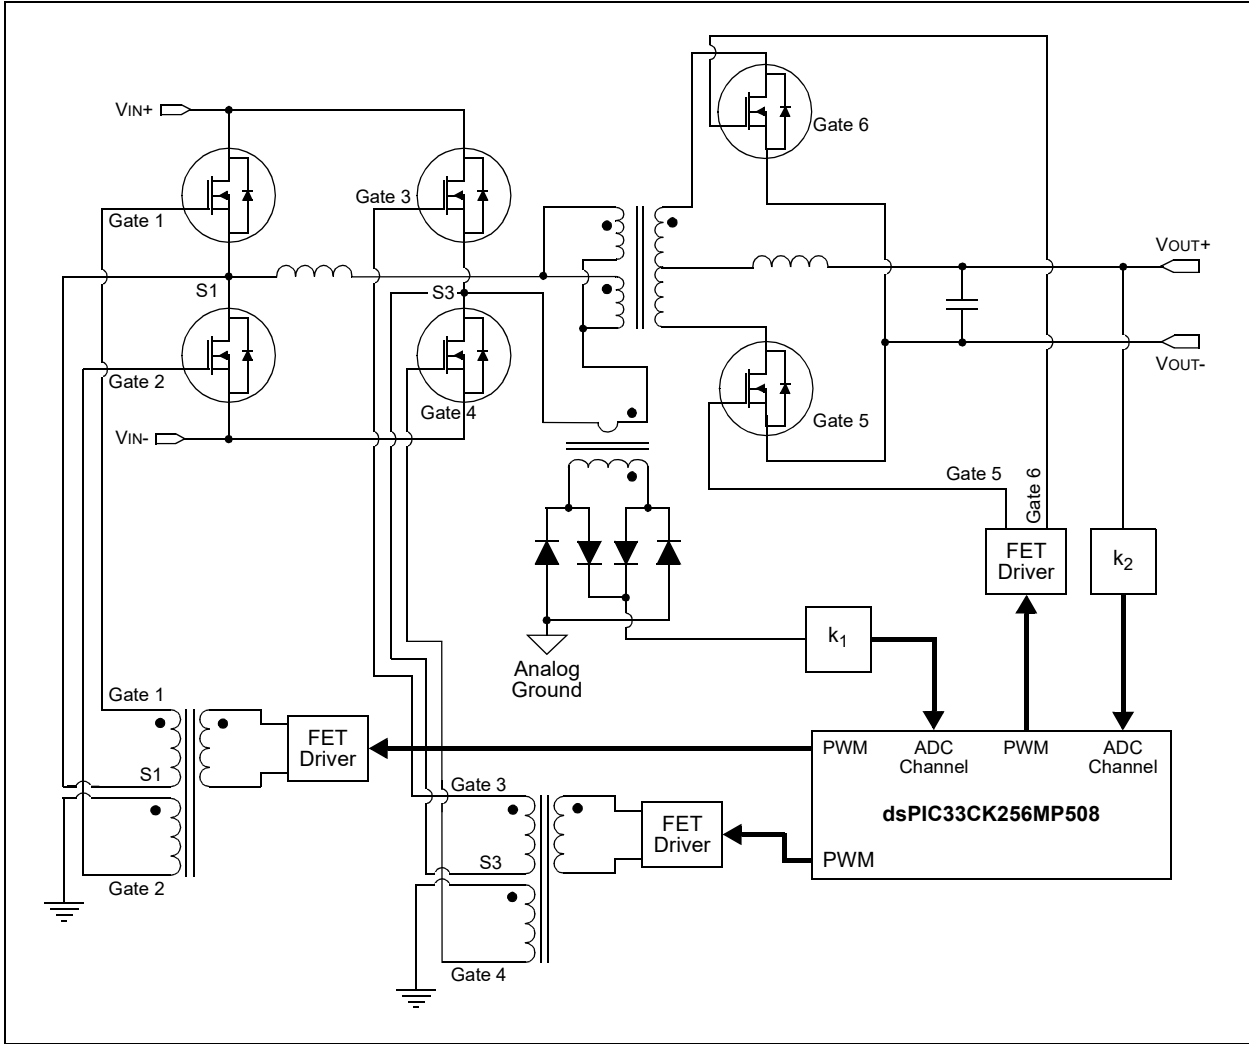 VIN+
Gate 1
S1
Gate 2
VIN-
Gate 3
S3
Gate 4
Gate 6
VOUT+
VOUT-
Gate 5
Gate 5
Gate 6
FET
Driver
k2
k1
Analog
Ground
Gate 1
S1
Gate 2
FET
Driver
Gate 3
S3
Gate 4
FET
Driver
PWM
ADC
Channel
PWM
ADC
Channel
dsPIC33CK256MP508
PWM